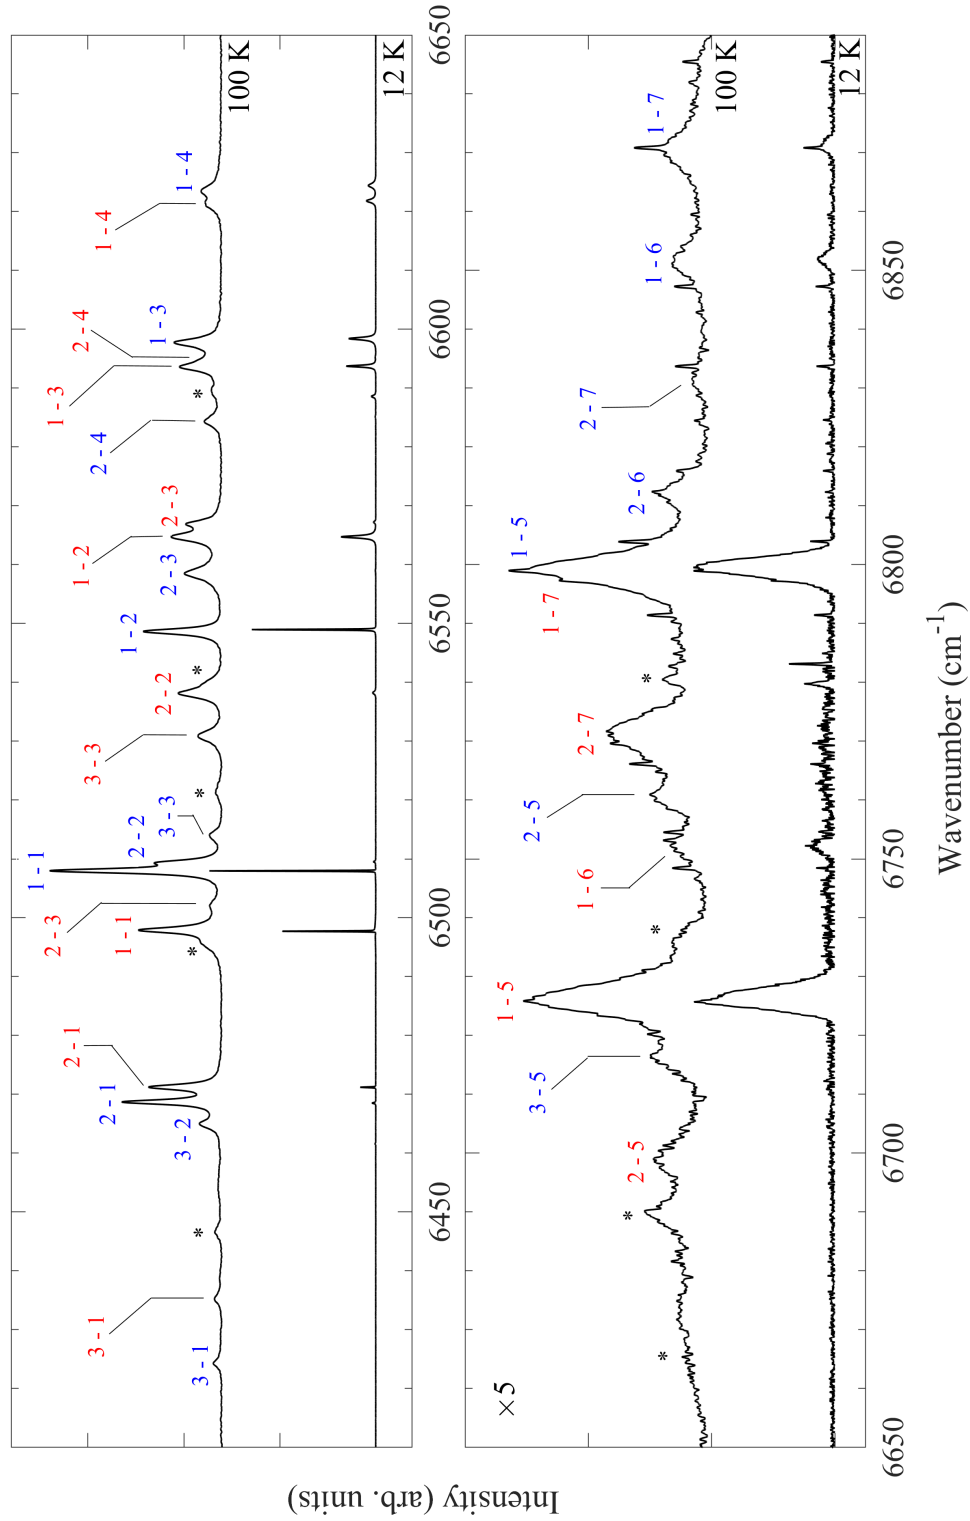 Intensity (arb. units)
3 - 1
3 - 1
*
3 - 2
2 - 1
2 - 1
*
1 - 1
2 - 3
1 - 1
2 - 2
3 - 3
*
3 - 3
2 - 2
*
1 - 2
2 - 3
1 - 2
2 - 3
2 - 4
*
1 - 3
2 - 4
1 - 3
1 - 4
1 - 4
100 K
12 K
6450
6500
6550
6600
6650
×5
*
*
2 - 5
3 - 5
1 - 5
*
1 - 6
2 - 5
2 - 7
*
1 - 7
1 - 5
2 - 6
2 - 7
1 - 6
1 - 7
100 K
12 K
6650
6700
6750
6800
6850
Wavenumber (cm⁻¹)